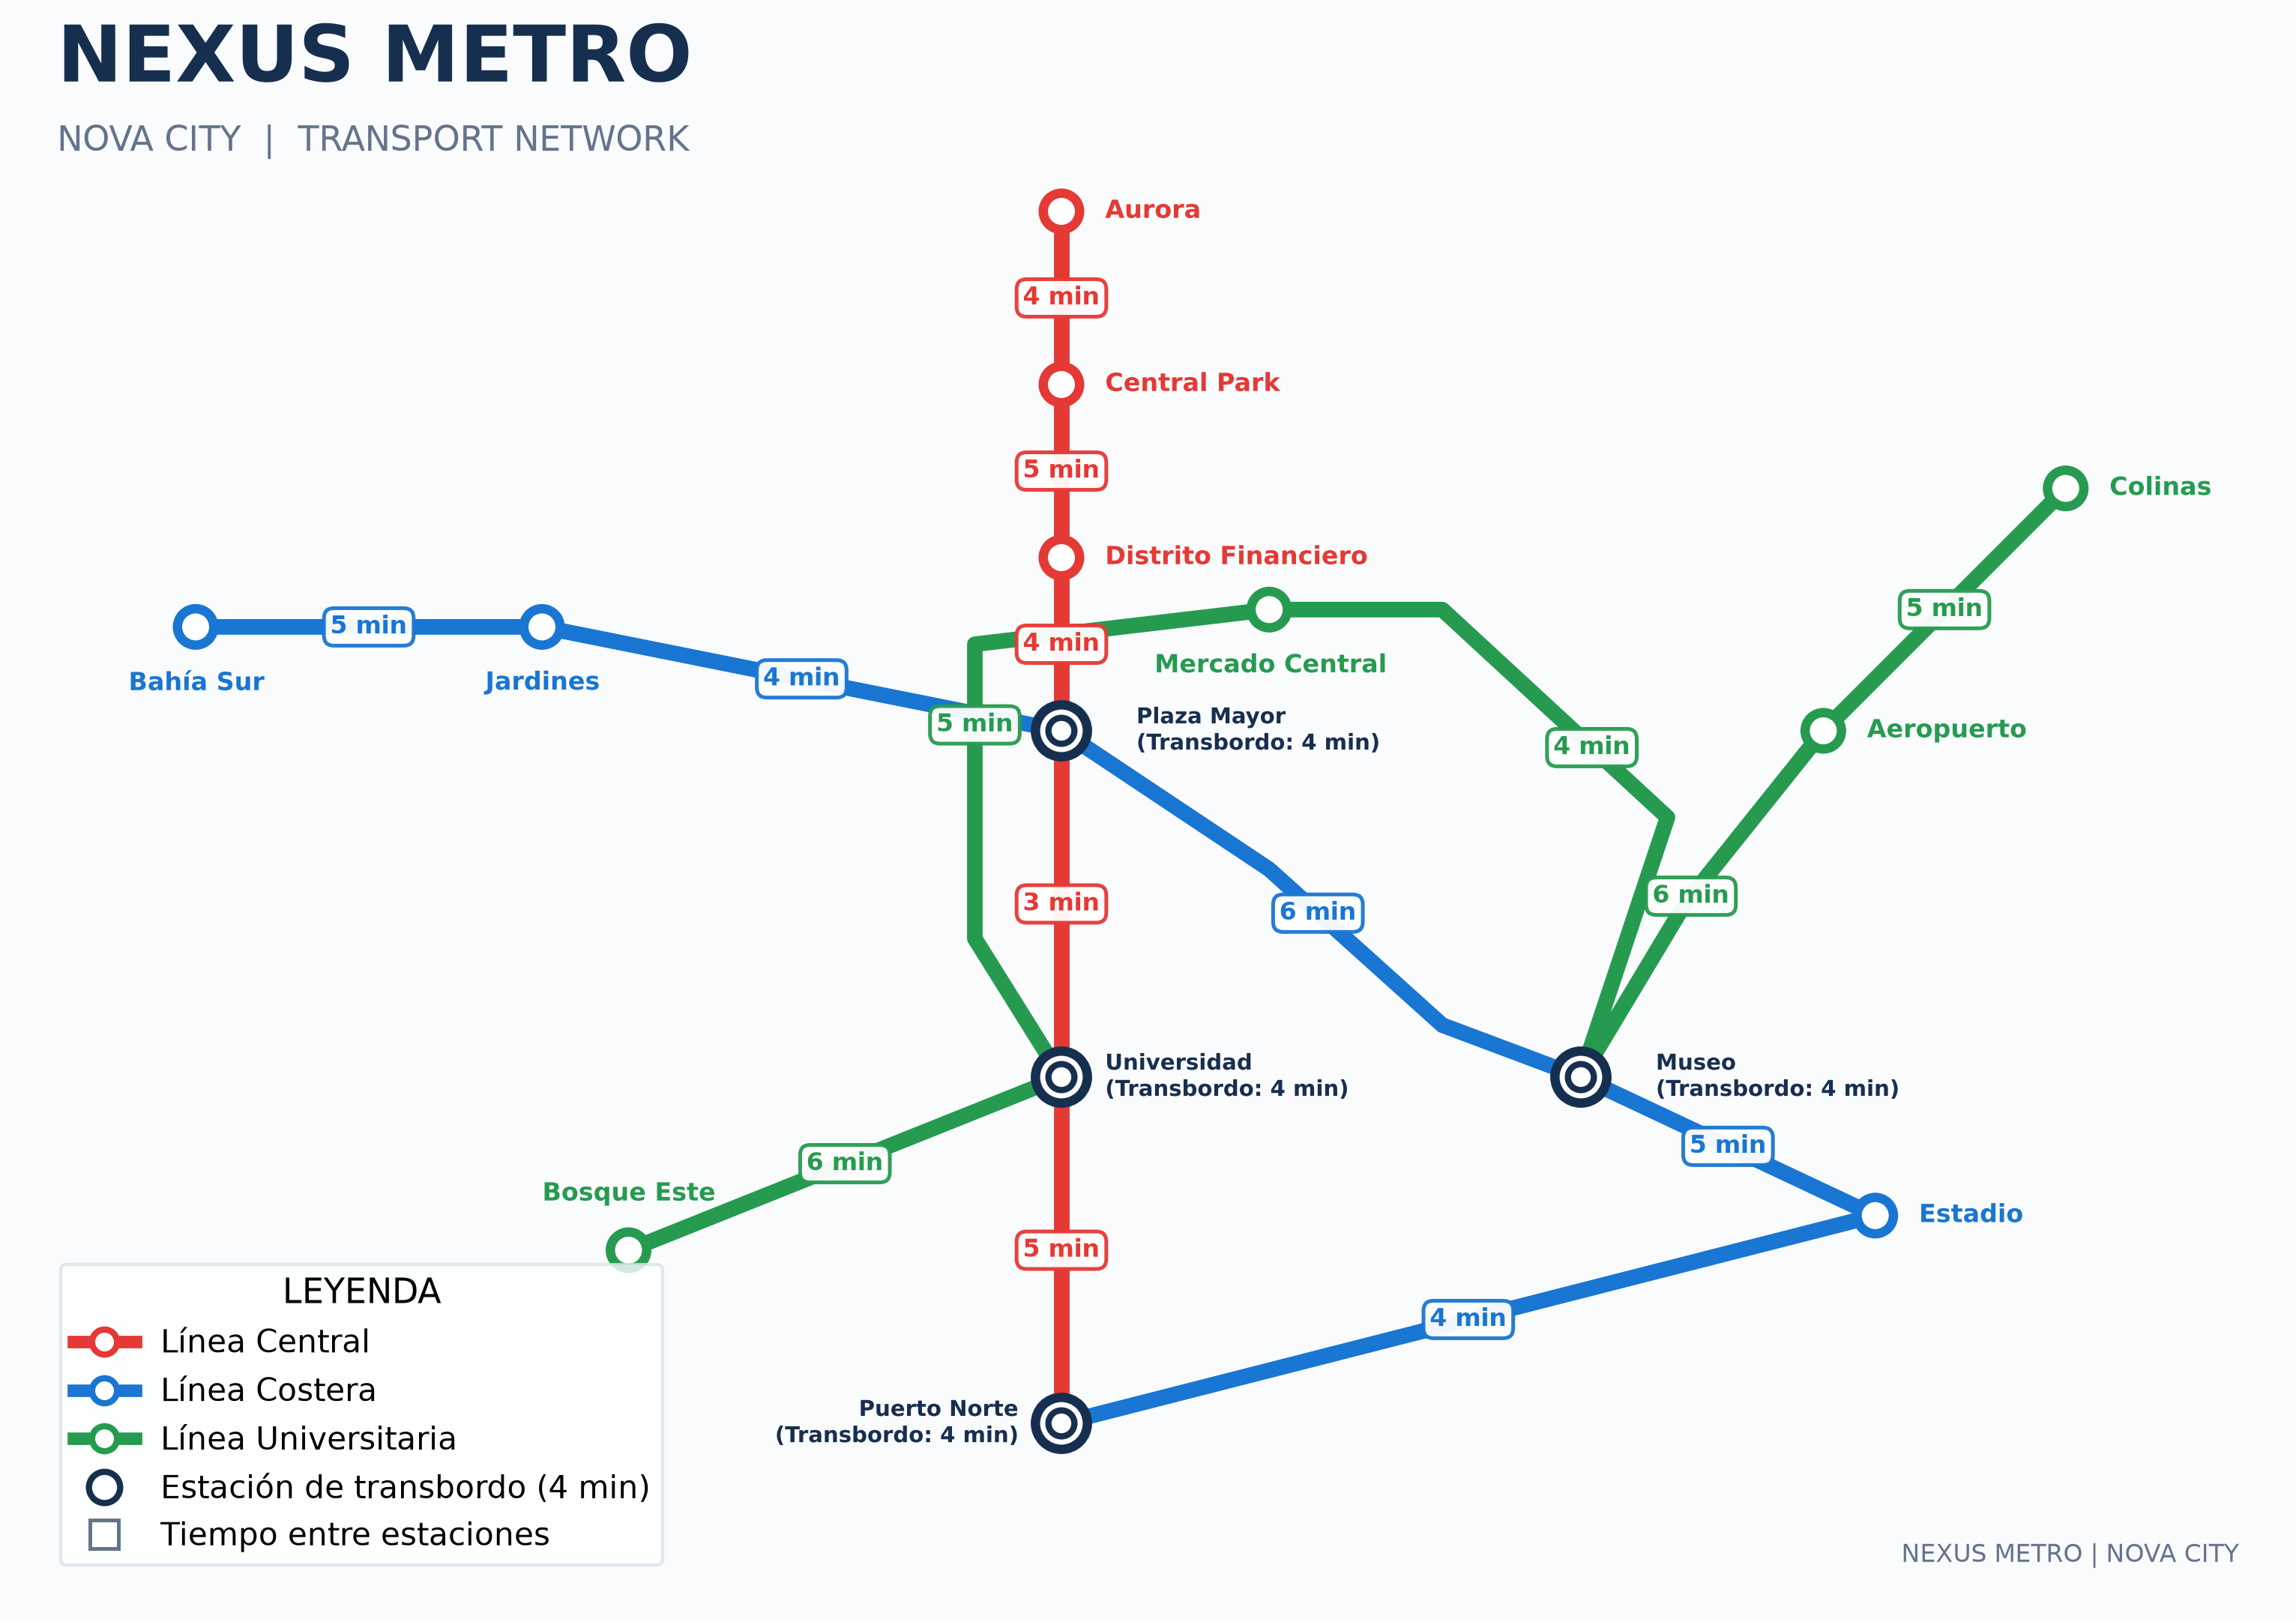 NEXUS METRO
NOVA CITY | TRANSPORT NETWORK
Aurora
4 min
Central Park
5 min
Colinas
Distrito Financiero
5 min
5 min
4 min
Mercado Central
Bahía Sur
Jardines
4 min
5 min
Plaza Mayor
(Transbordo: 4 min)
4 min
Aeropuerto
3 min
6 min
6 min
Universidad
(Transbordo: 4 min)
Museo
(Transbordo: 4 min)
5 min
6 min
Bosque Este
Estadio
5 min
4 min
Puerto Norte
(Transbordo: 4 min)
LEYENDA
Línea Central
Línea Costera
Línea Universitaria
Estación de transbordo (4 min)
Tiempo entre estaciones
NEXUS METRO | NOVA CITY